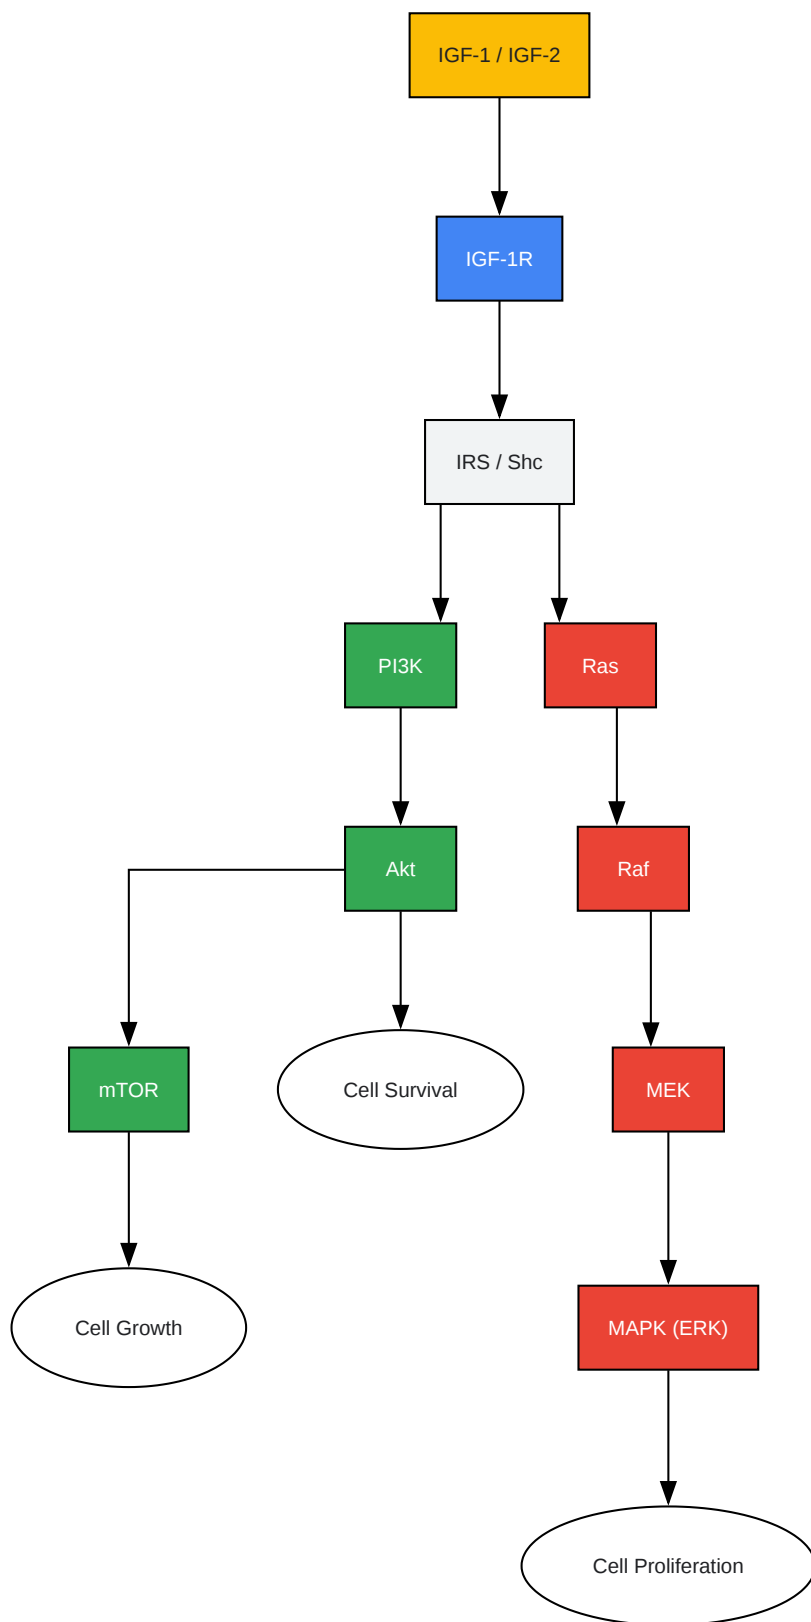 IGF-1 / IGF-2
IGF-1R
IRS / Shc
PI3K
Ras
Akt
Raf
mTOR
Cell Survival
MEK
Cell Growth
MAPK (ERK)
Cell Proliferation